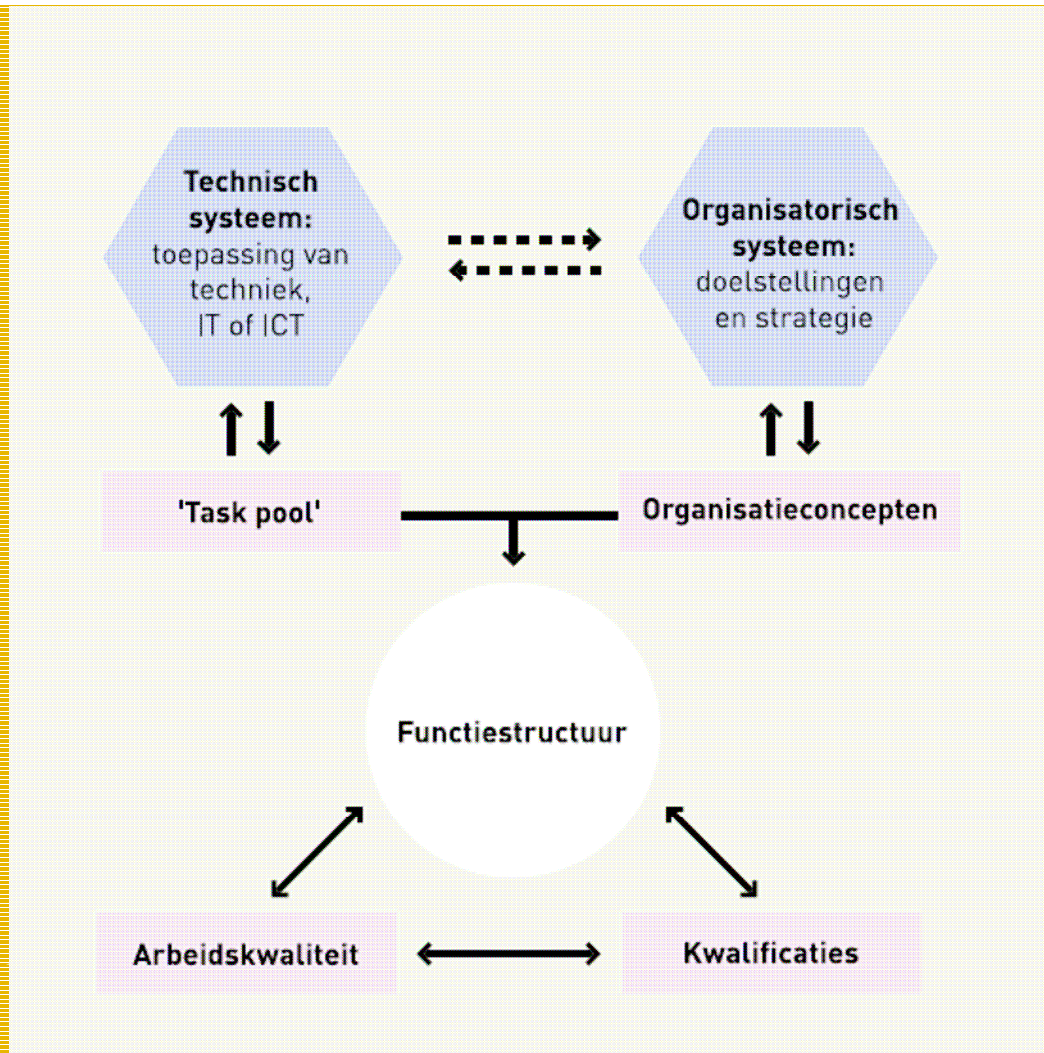 Technisch
systeem:
toepassing van
techniek,
IT of ICT
Organisatorisch
systeem:
doelstellingen
en strategie
'Task pool'
Organisatieconcepten
Functiestructuur
Arbeidskwaliteit
Kwalificaties